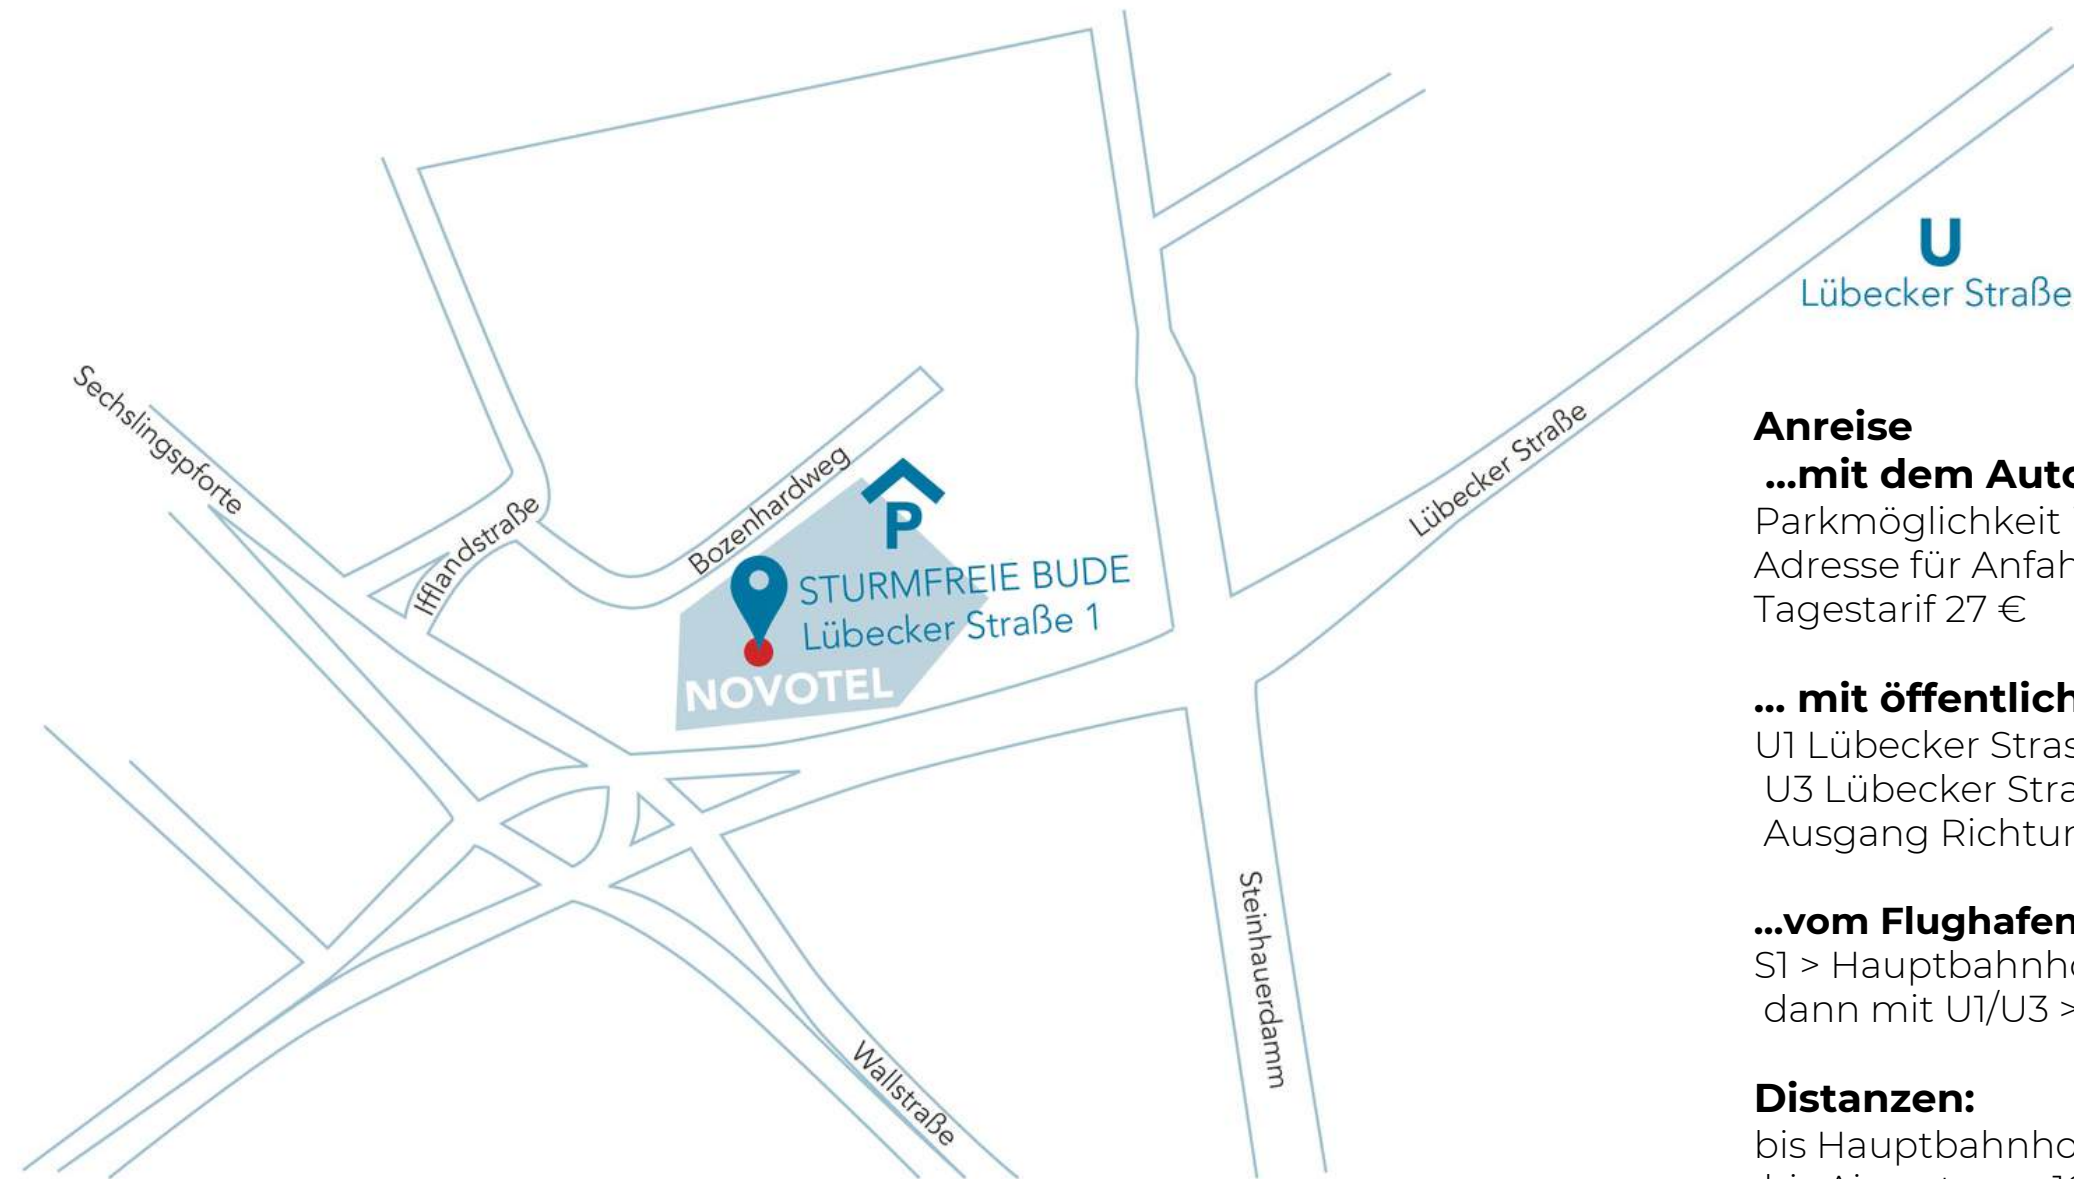 U
Lübecker Straße
Sechslingspforte
Ifflandstraße
Bozenhardweg
P
STURMFREIE BUDE
Lübecker Straße 1
NOVOTEL
Lübecker Straße
Steinhauerdamm
Wallstraße
Anreise
...mit dem Auto
Parkmöglichkeit
Adresse für Anfah
Tagestarif 27 €
... mit öffentlich
U1 Lübecker Stras
U3 Lübecker Stra
Ausgang Richtun
...vom Flughafen
S1 > Hauptbahnho
dann mit U1/U3 >
Distanzen:
bis Hauptbahnho